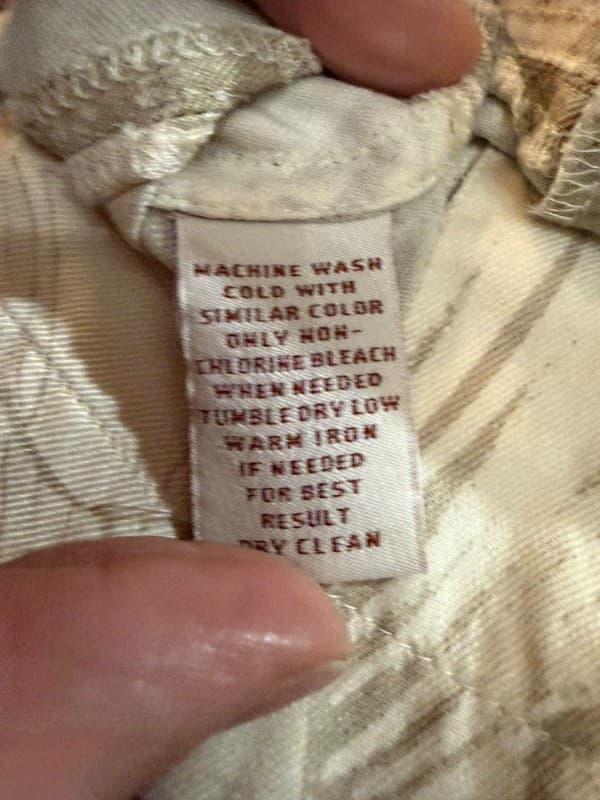 MACHINE WASH
COLD WITH
SIMILAR COLOR
ONLY NON-
CHLORINE BLEACH
WHEN NEEDED
TUMBLE DRY LOW
WARM IRON
IF NEEDED
FOR BEST
RESULT
DRY CLEAN